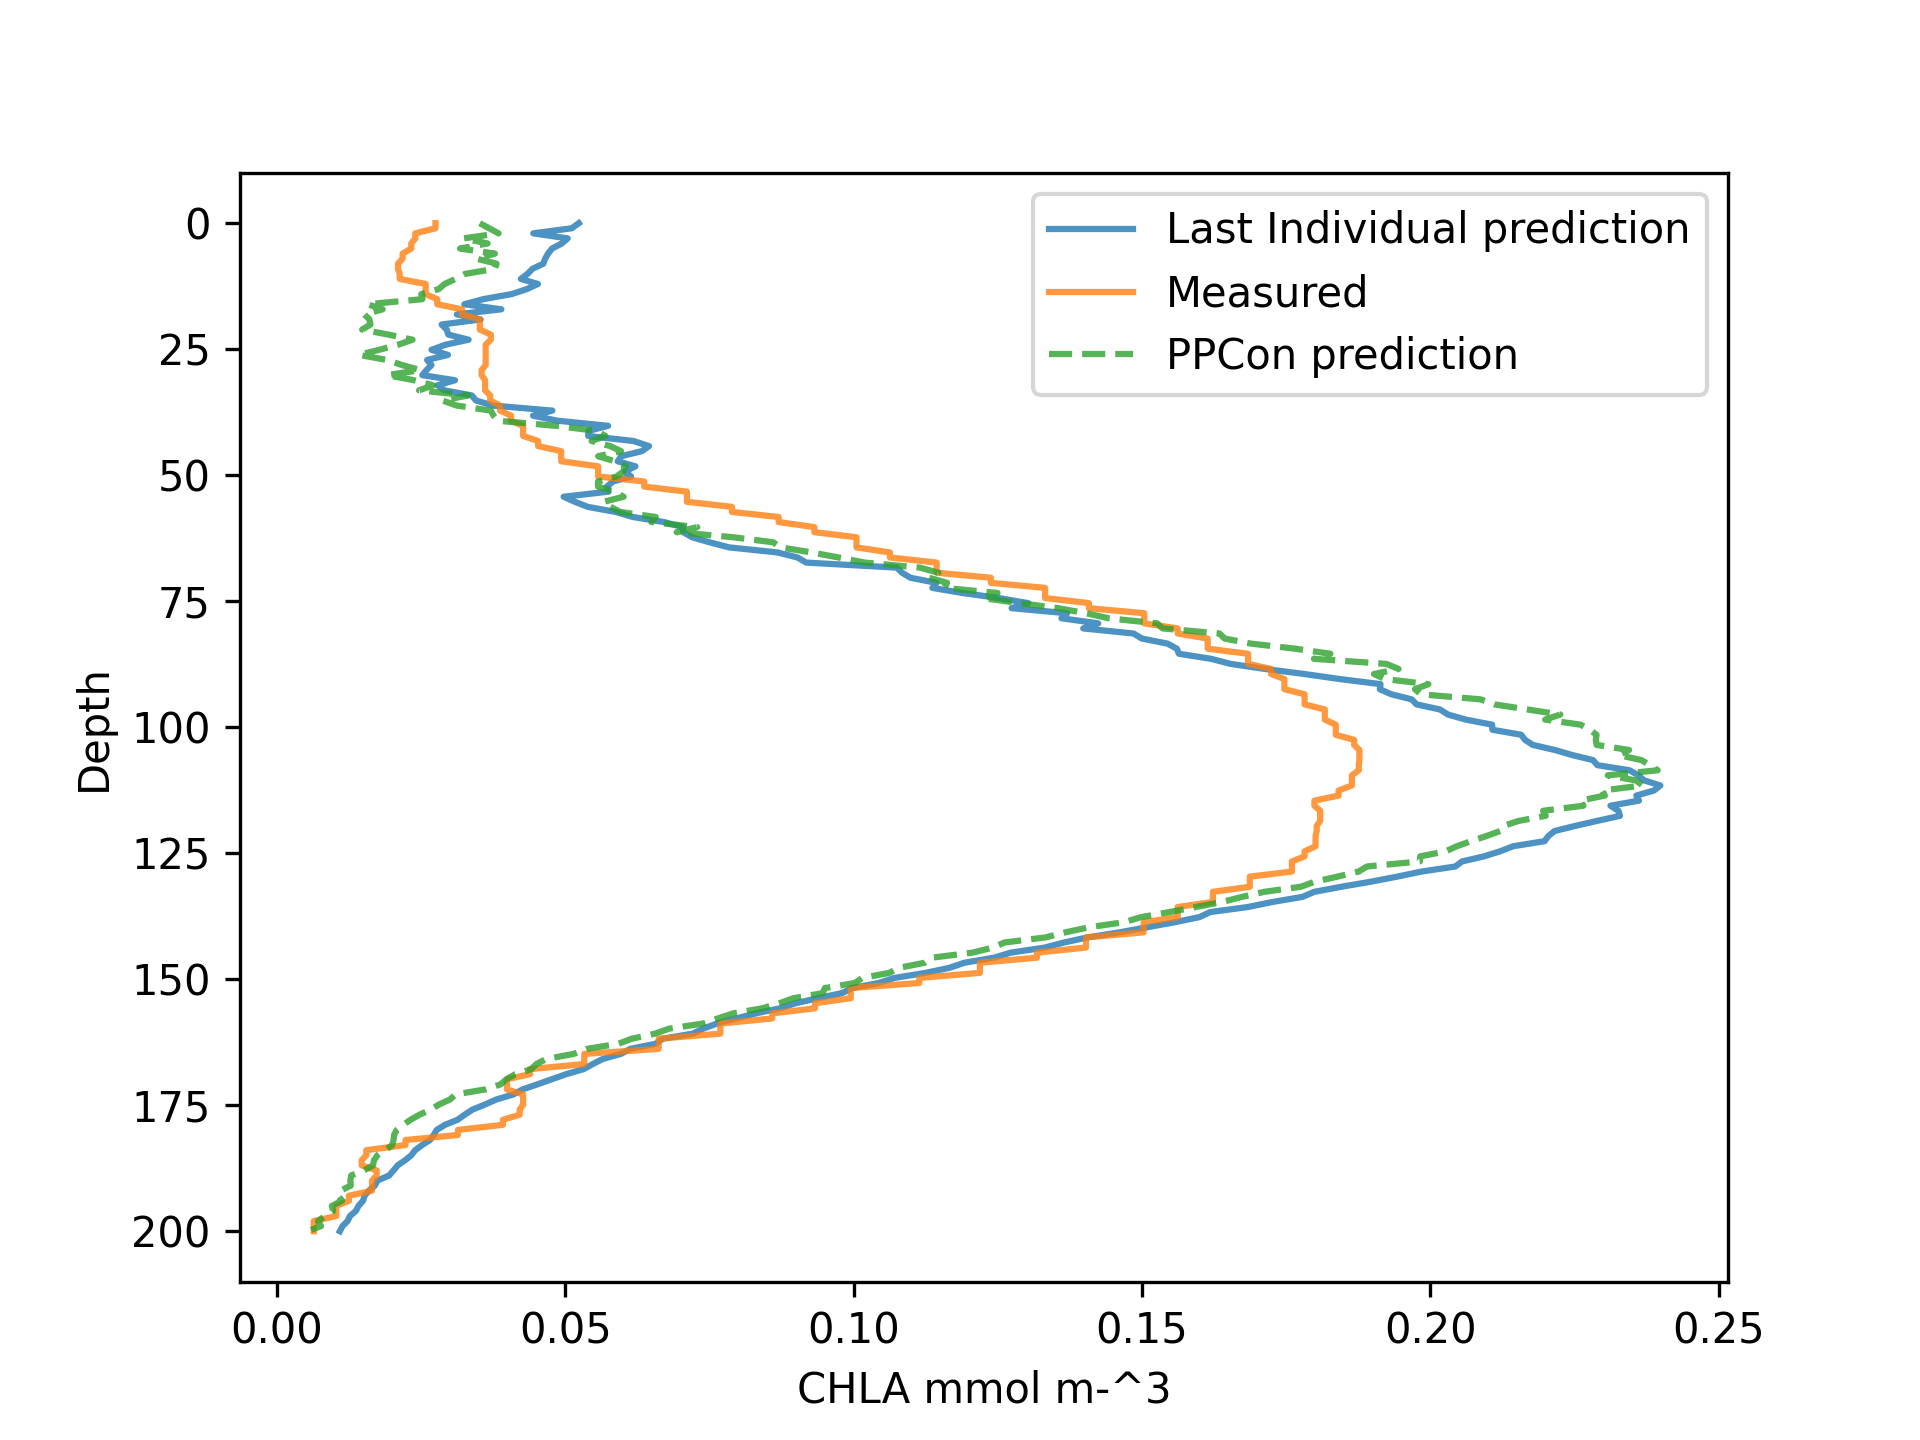 Last Individual prediction
Measured
PPCon prediction
0
25
50
75
100
125
150
175
200
Depth
0.00 0.05 0.10 0.15 0.20 0.25
CHLA mmol m-^3